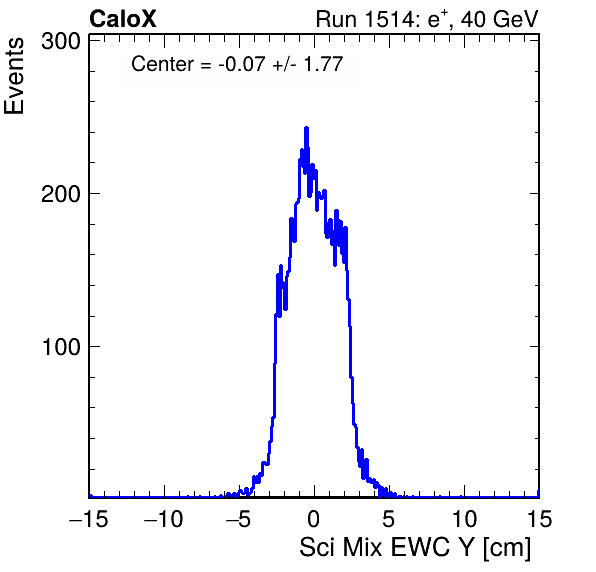 CaloX
Run 1514: e⁺, 40 GeV
Events
Center = -0.07 +/- 1.77
300
200
100
−15 −10 −5 0 5 10 15
Sci Mix EWC Y [cm]